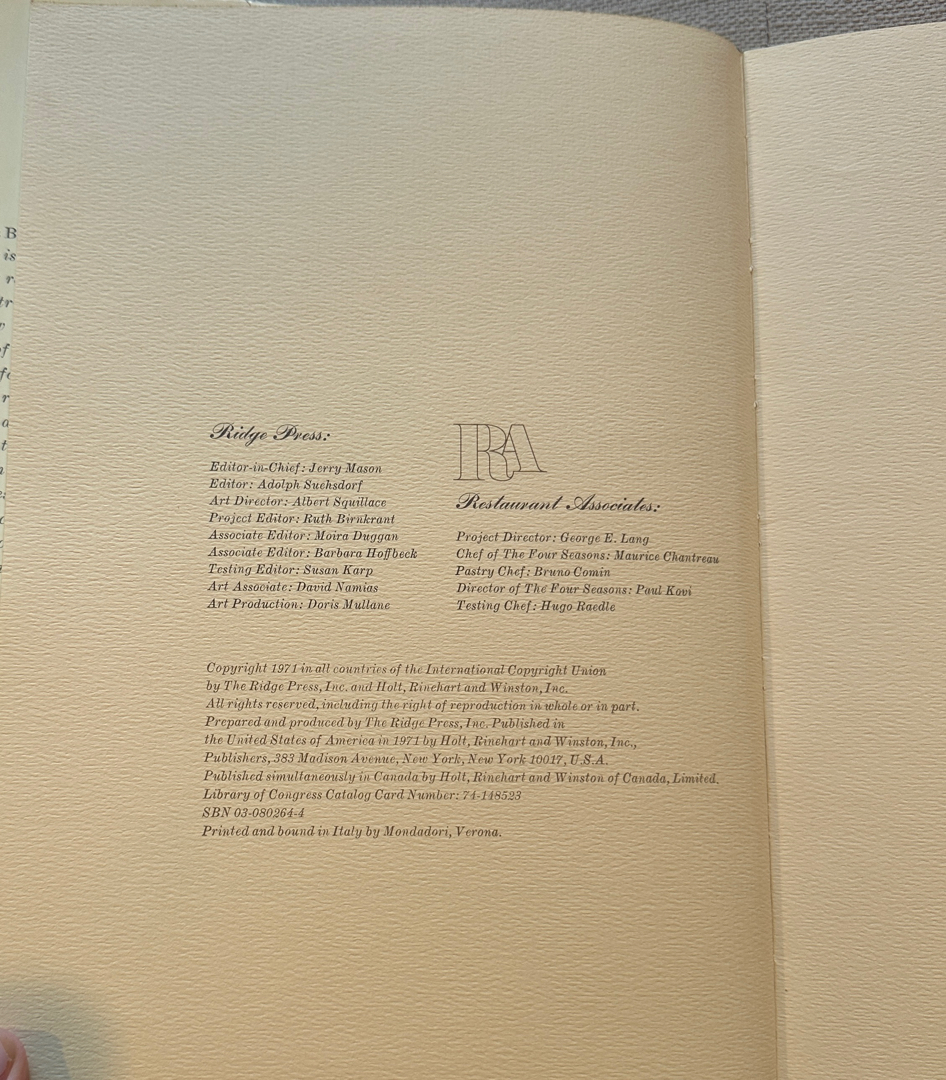 Ridge Press:
Editor-in-Chief: Jerry Mason
Editor: Adolph Suehsdorf
Art Director: Albert Squillace
Project Editor: Ruth Birnkrant
Associate Editor: Moira Duggan
Associate Editor: Barbara Hoffbeck
Testing Editor: Susan Karp
Art Associate: David Namias
Art Production: Doris Mullane
RA
Restaurant Associates:
Project Director: George E. Lang
Chef of The Four Seasons: Maurice Chantreau
Pastry Chef: Bruno Comin
Director of The Four Seasons: Paul Kovi
Testing Chef: Hugo Raedle
Copyright 1971 in all countries of the International Copyright Union
by The Ridge Press, Inc. and Holt, Rinehart and Winston, Inc.
All rights reserved, including the right of reproduction in whole or in part.
Prepared and produced by The Ridge Press, Inc. Published in
the United States of America in 1971 by Holt, Rinehart and Winston, Inc.,
Publishers, 383 Madison Avenue, New York, New York 10017, U.S.A.
Published simultaneously in Canada by Holt, Rinehart and Winston of Canada, Limited.
Library of Congress Catalog Card Number: 74-148523
SBN 03-080264-4
Printed and bound in Italy by Mondadori, Verona.